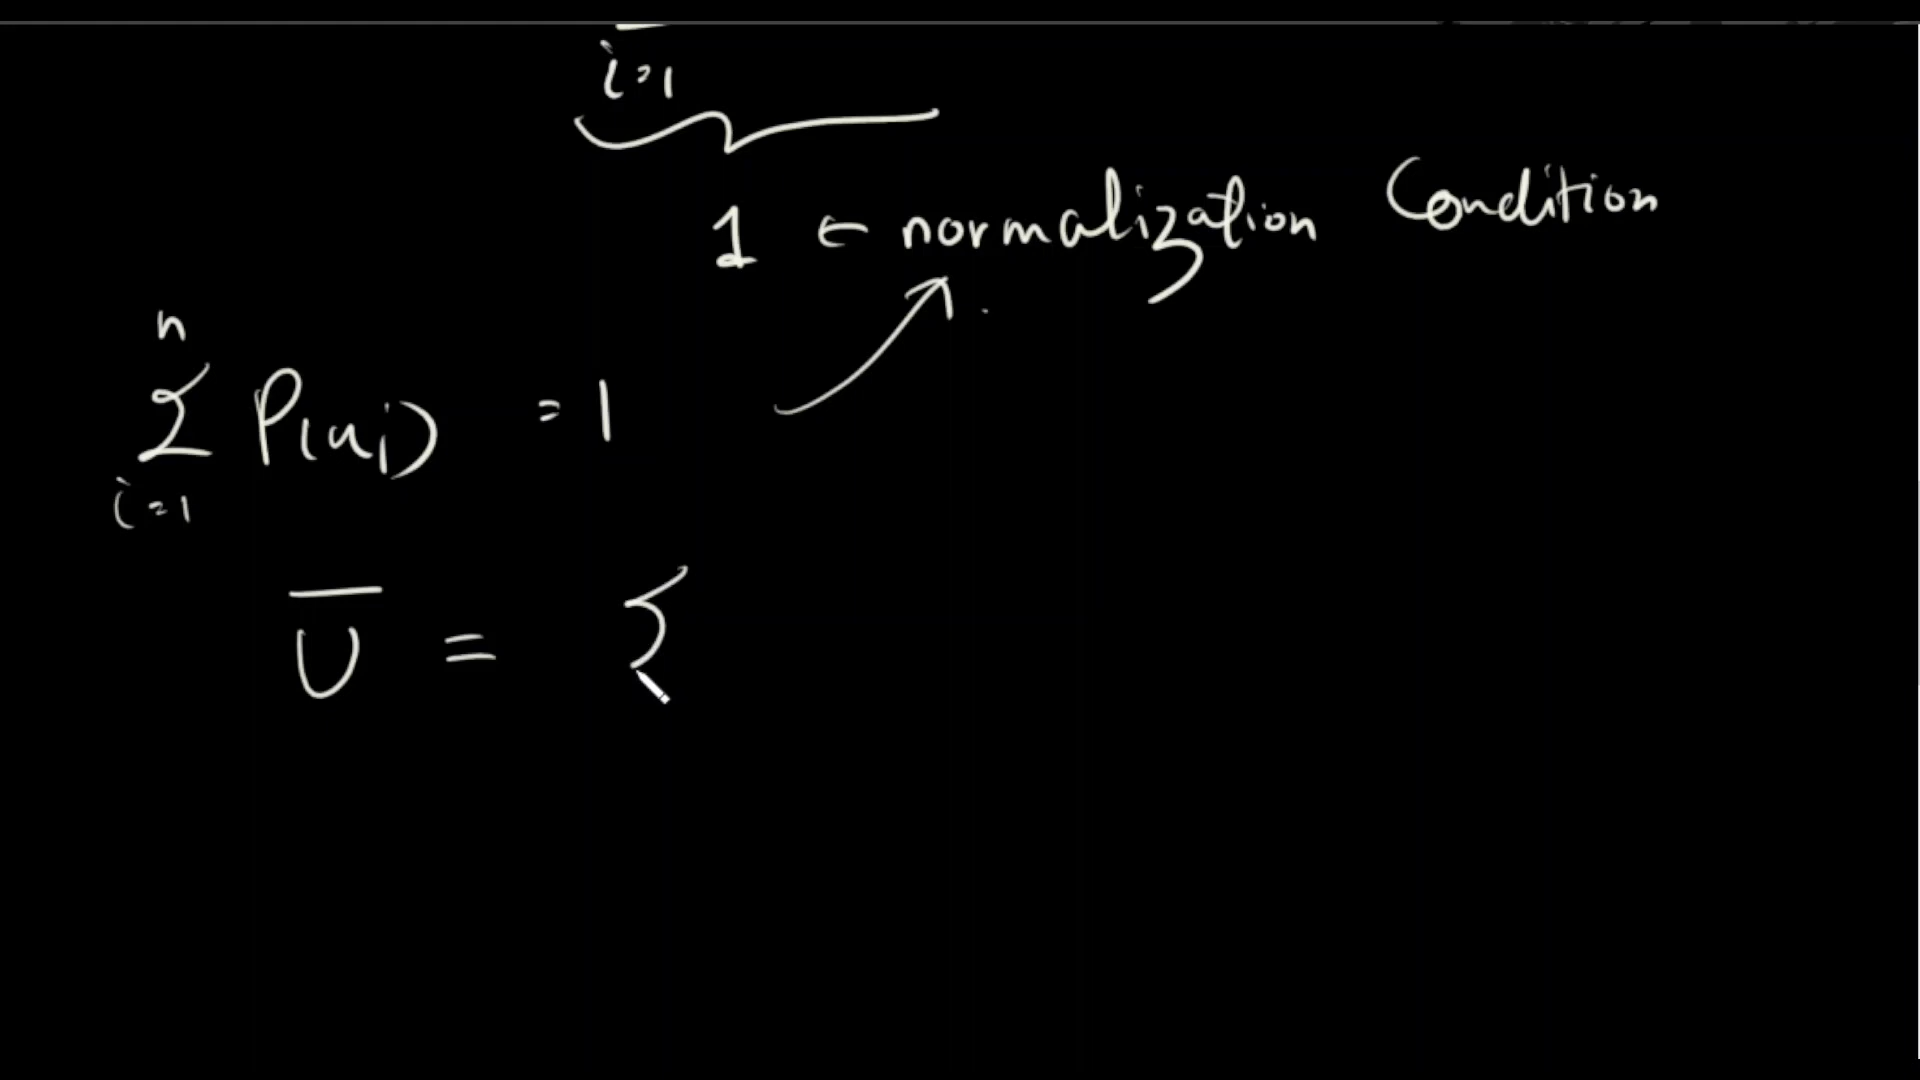 i=1
1 ← normalization Condition
n
Σ P(ui) = 1
i=1
U̅ = Σ